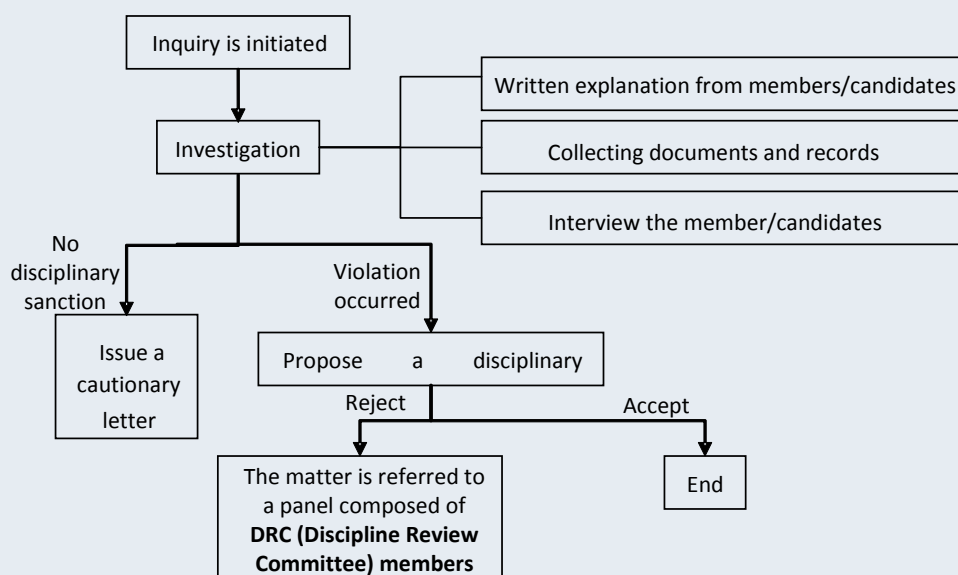 Inquiry is initiated
Written explanation from members/candidates
Investigation
Collecting documents and records
Interview the member/candidates
No
disciplinary
sanction
Violation
occurred
Issue a
cautionary
letter
Propose a disciplinary
Reject
Accept
The matter is referred to
a panel composed of
DRC (Discipline Review
Committee) members
End